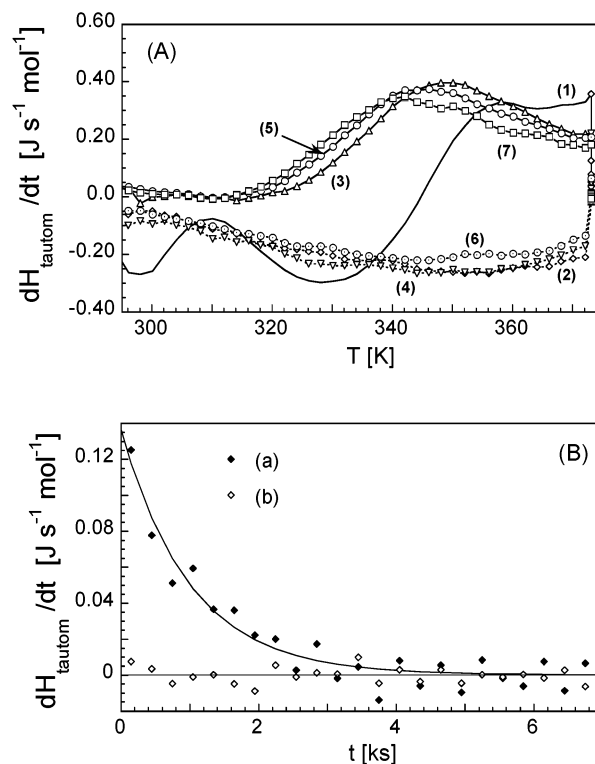 (A)
dH_tautom /dt [J s⁻¹ mol⁻¹]
0.60
0.40
0.20
0.0
-0.20
-0.40
(1)
(5)
(3)
(7)
(6)
(4)
(2)
300 320 340 360
T [K]
(B)
dH_tautom /dt [J s⁻¹ mol⁻¹]
0.12
0.08
0.04
0
(a)
(b)
0 2 4 6
t [ks]